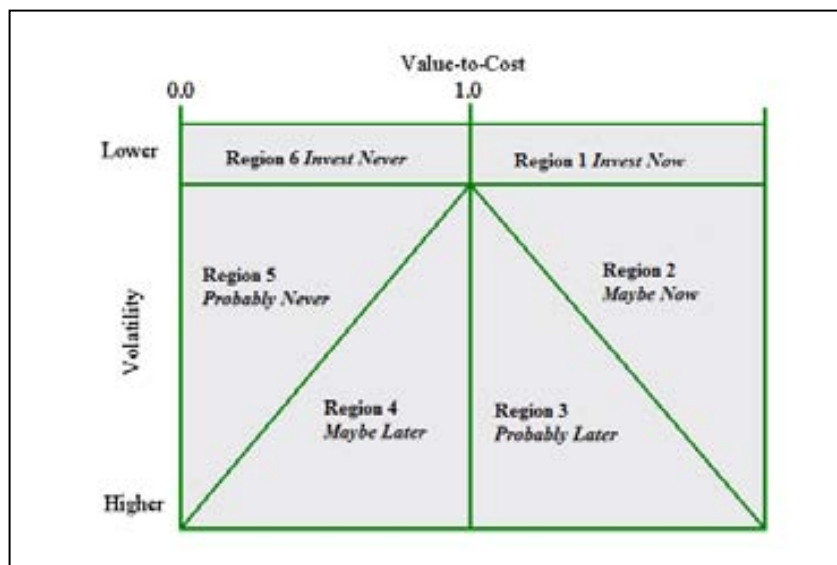 Value-to-Cost
0.0 1.0
Lower
Region 6 Invest Never
Region 1 Invest Now
Region 5
Probably Never
Region 2
Maybe Now
Volatility
Region 4
Maybe Later
Region 3
Probably Later
Higher